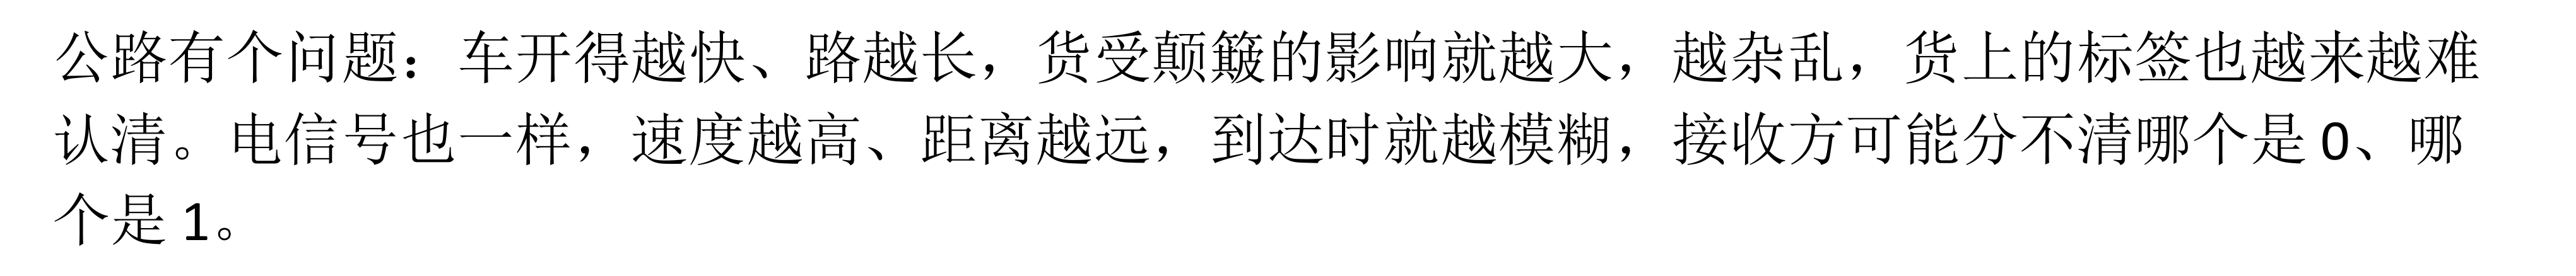 公路有个问题：车开得越快、路越长，货受颠簸的影响就越大，越杂乱，货上的标签也越来越难
认清。电信号也一样，速度越高、距离越远，到达时就越模糊，接收方可能分不清哪个是 0、哪
个是 1。